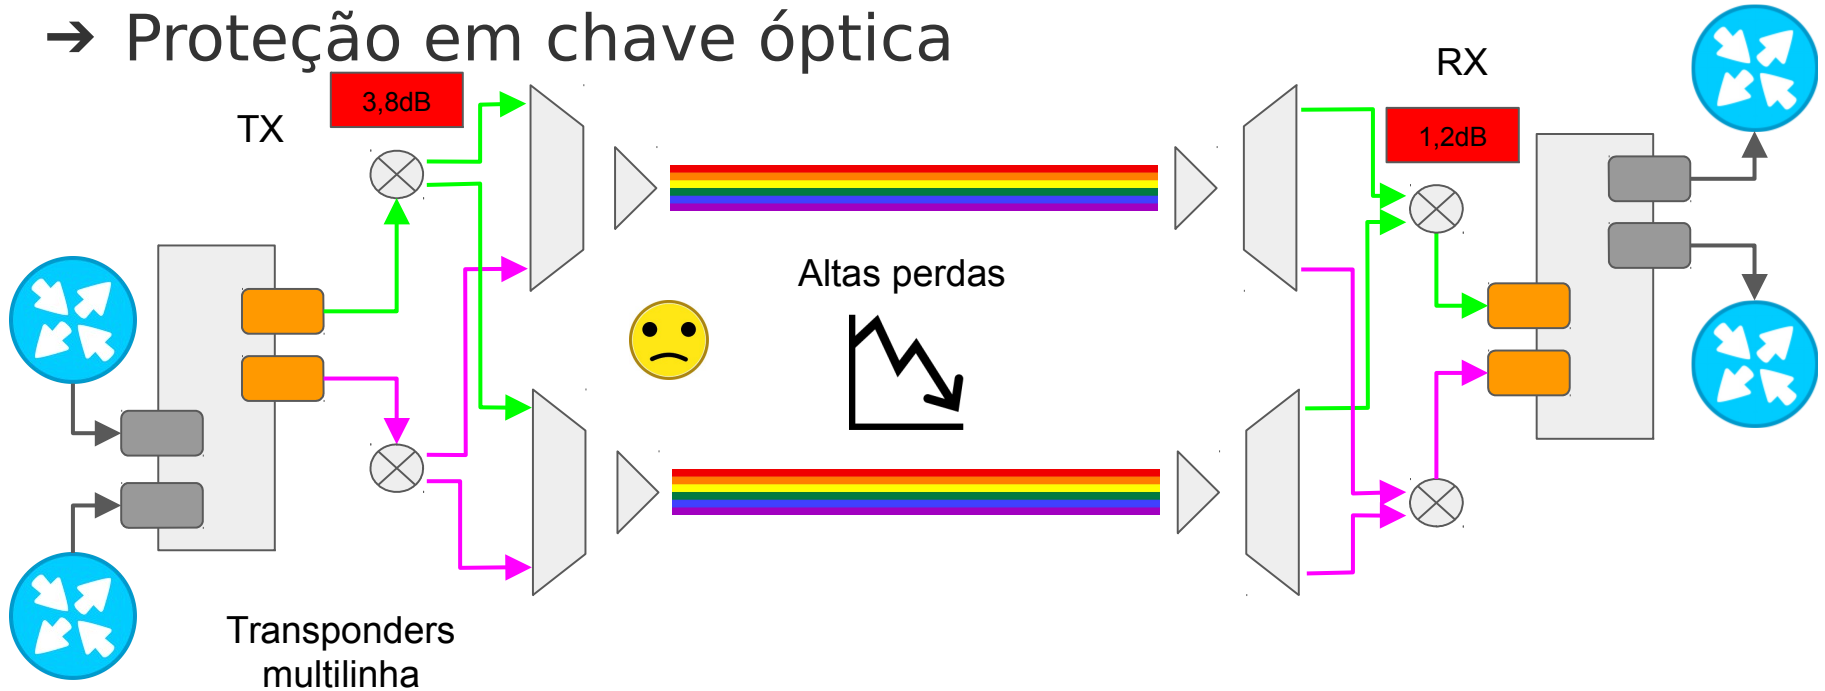 ➔ Proteção em chave óptica
RX
3,8dB
TX
1,2dB
Altas perdas
Transponders
multilinha